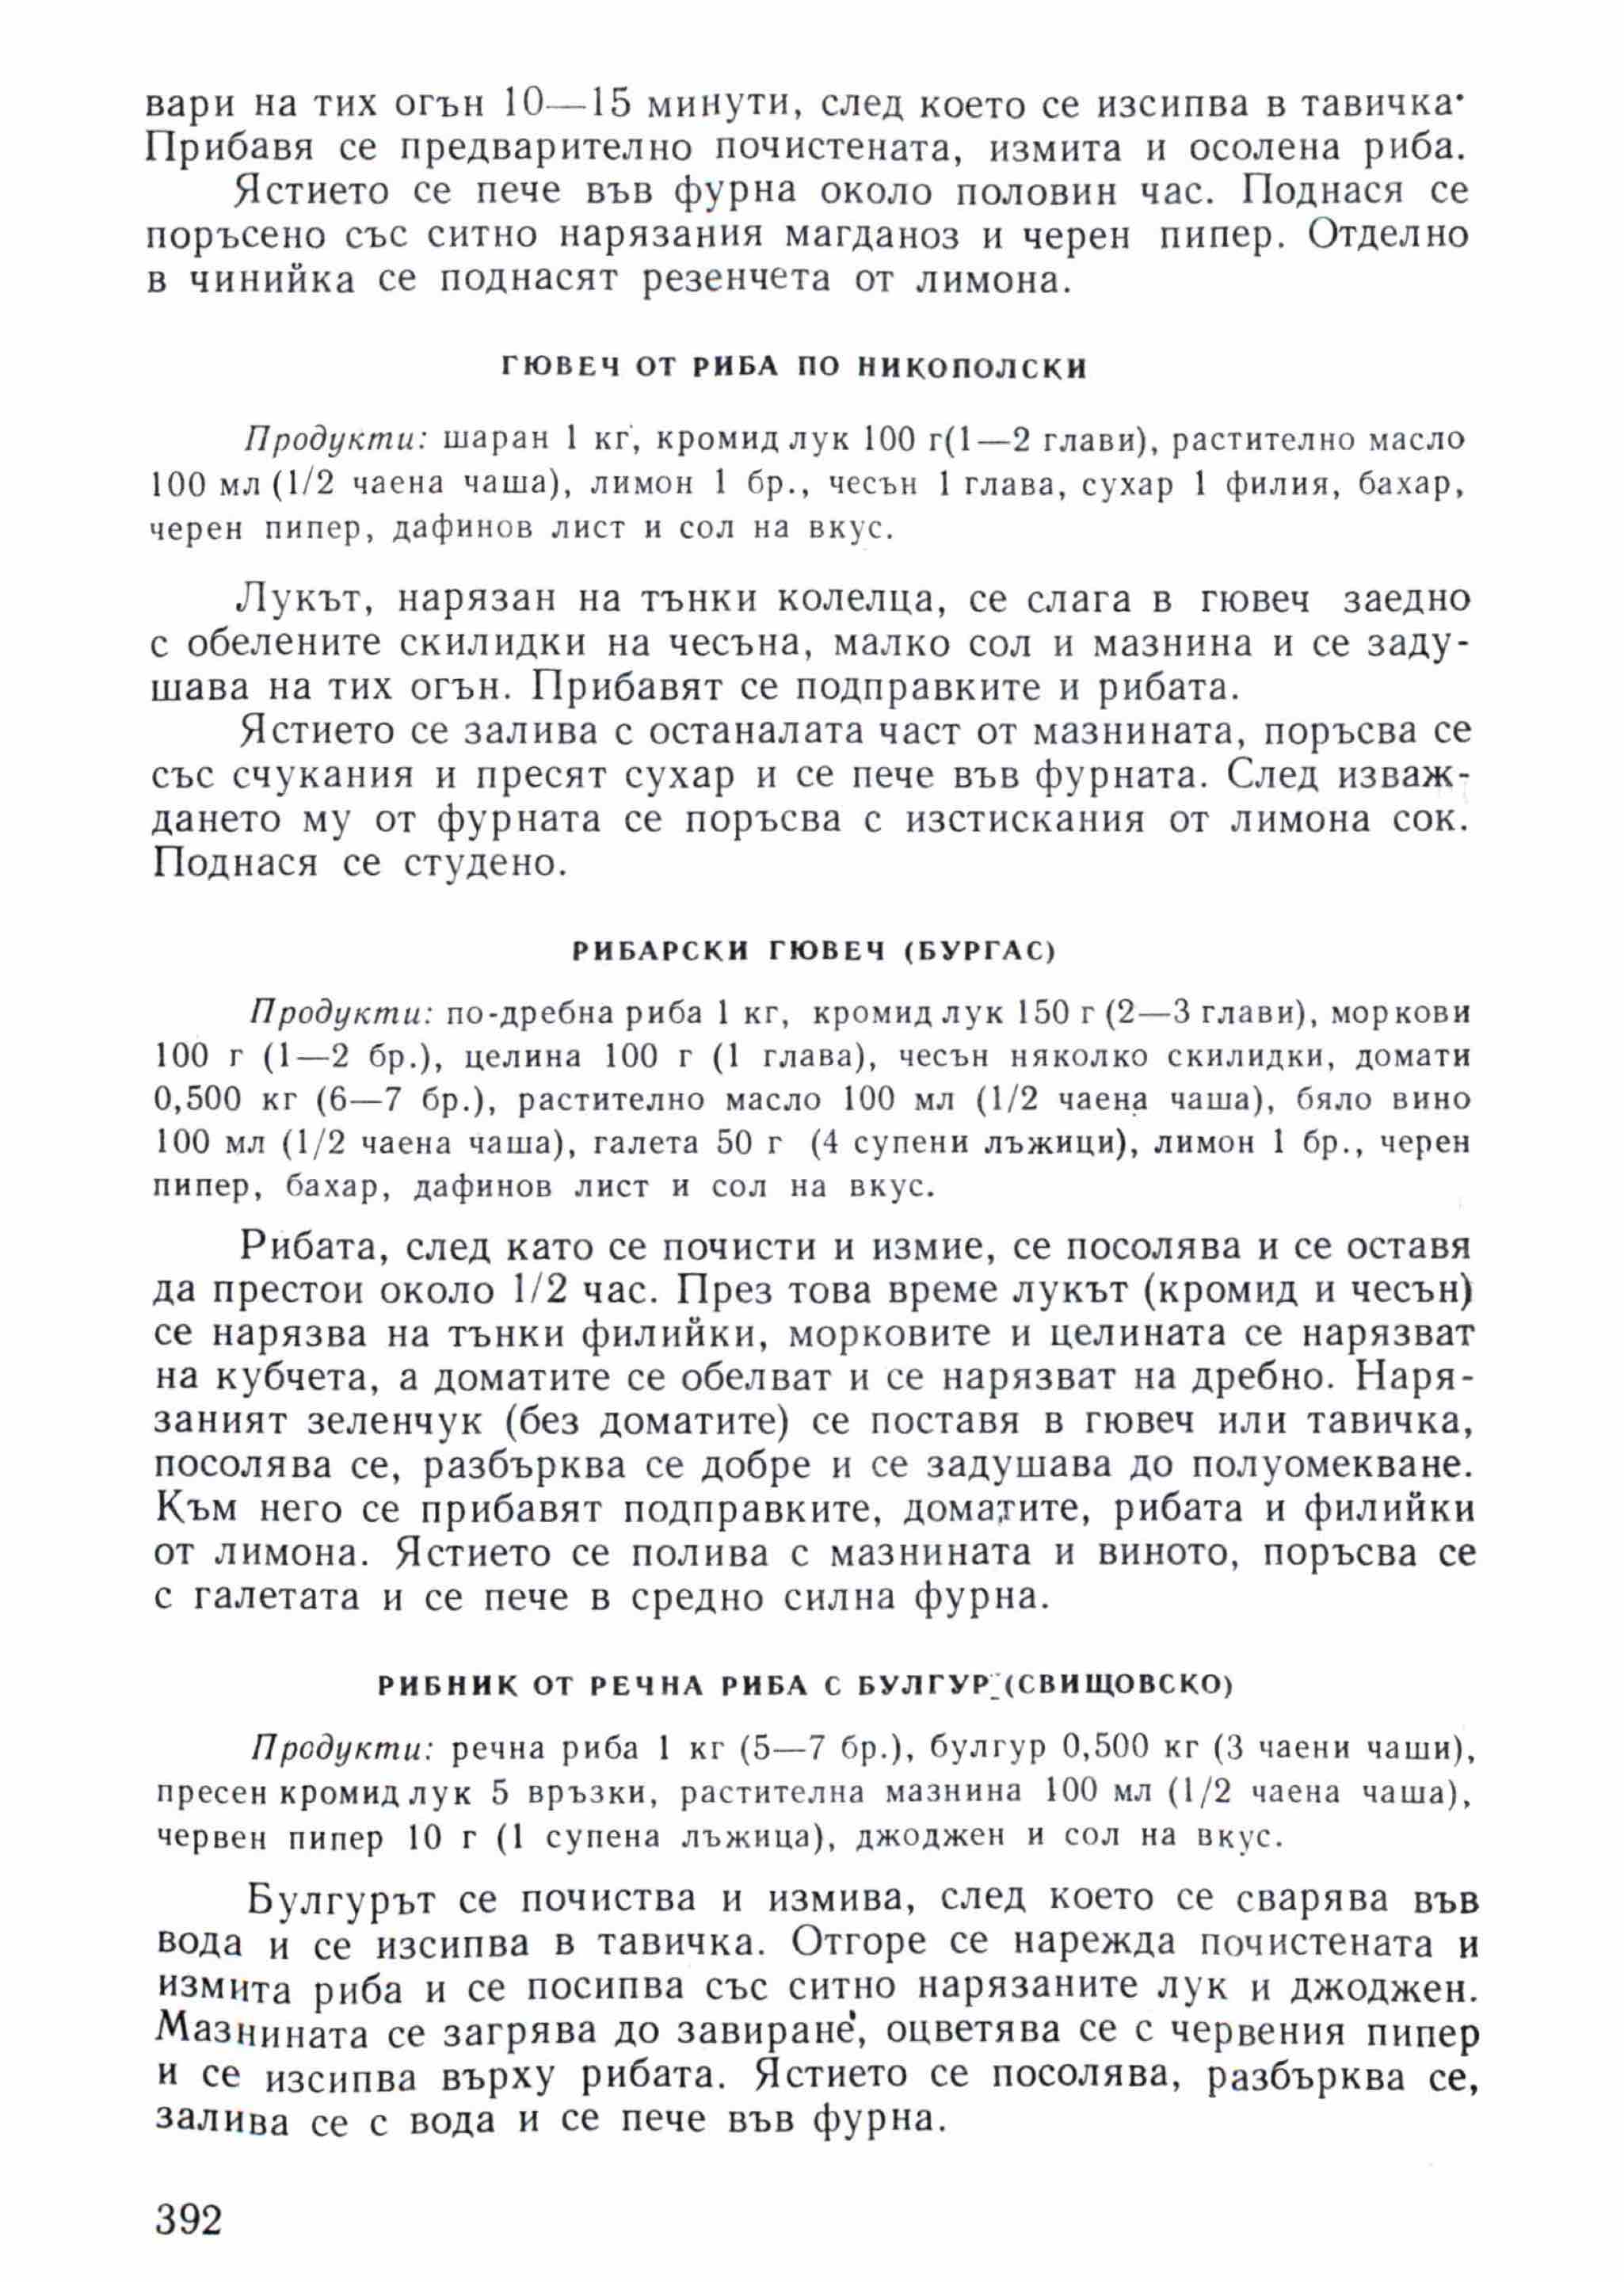 вари на тих огън 10—15 минути, след което се изсипва в тавичка·
Прибавя се предварително почистената, измита и осолена риба.
Ястието се пече във фурна около половин час. Поднася се
поръсено със ситно нарязания магданоз и черен пипер. Отделно
в чинийка се поднасят резенчета от лимона.
ГЮВЕЧ ОТ РИБА ПО НИКОПОЛСКИ
Продукти: шаран 1 кг, кромид лук 100 г(1—2 глави), растително масло
100 мл (1/2 чаена чаша), лимон 1 бр., чесън 1 глава, сухар 1 филия, бахар,
черен пипер, дафинов лист и сол на вкус.
Лукът, нарязан на тънки колелца, се слага в гювеч заедно
с обелените скилидки на чесъна, малко сол и мазнина и се заду-
шава на тих огън. Прибавят се подправките и рибата.
Ястието се залива с останалата част от мазнината, поръсва се
със счукания и пресят сухар и се пече във фурната. След изваж-
дането му от фурната се поръсва с изстискания от лимона сок.
Поднася се студено.
РИБАРСКИ ГЮВЕЧ (БУРГАС)
Продукти: по-дребна риба 1 кг, кромид лук 150 г (2—3 глави), моркови
100 г (1—2 бр.), целина 100 г (1 глава), чесън няколко скилидки, домати
0,500 кг (6—7 бр.), растително масло 100 мл (1/2 чаена чаша), бяло вино
100 мл (1/2 чаена чаша), галета 50 г (4 супени лъжици), лимон 1 бр., черен
пипер, бахар, дафинов лист и сол на вкус.
Рибата, след като се почисти и измие, се посолява и се оставя
да престои около 1/2 час. През това време лукът (кромид и чесън)
се нарязва на тънки филийки, морковите и целината се нарязват
на кубчета, а доматите се обелват и се нарязват на дребно. Наря-
заният зеленчук (без доматите) се поставя в гювеч или тавичка,
посолява се, разбърква се добре и се задушава до полуомекване.
Към него се прибавят подправките, доматите, рибата и филийки
от лимона. Ястието се полива с мазнината и виното, поръсва се
с галетата и се пече в средно силна фурна.
РИБНИК ОТ РЕЧНА РИБА С БУЛГУР (СВИЩОВСКО)
Продукти: речна риба 1 кг (5—7 бр.), булгур 0,500 кг (3 чаени чаши),
пресен кромид лук 5 връзки, растителна мазнина 100 мл (1/2 чаена чаша),
червен пипер 10 г (1 супена лъжица), джоджен и сол на вкус.
Булгурът се почиства и измива, след което се сварява във
вода и се изсипва в тавичка. Отгоре се нарежда почистената и
измита риба и се посипва със ситно нарязаните лук и джоджен.
Мазнината се загрява до завиране, оцветява се с червения пипер
и се изсипва върху рибата. Ястието се посолява, разбърква се,
залива се с вода и се пече във фурна.
392